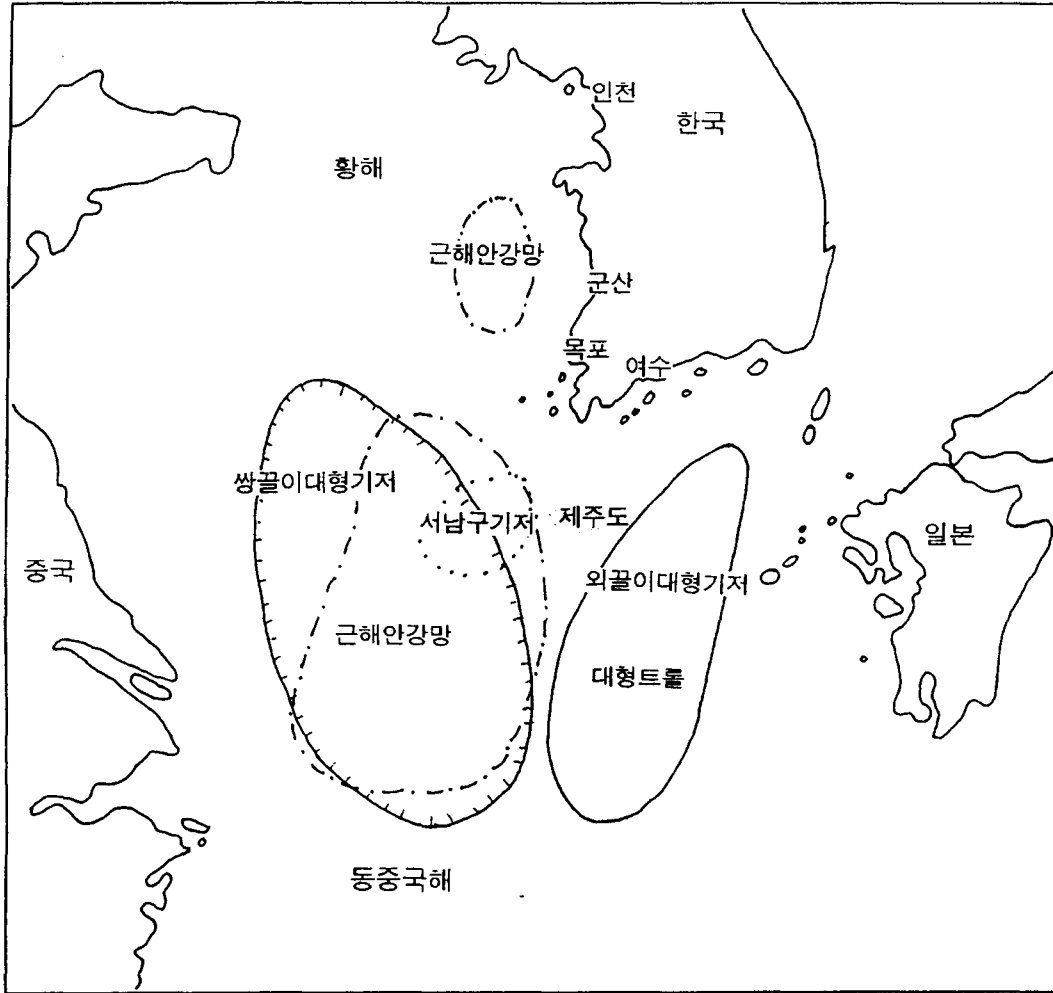 인천
한국
황해
근해안강망
군산
목포
여수
쌍끌이대형기저
서남구기저
제주도
일본
중국
외끌이대형기저
근해안강망
대형트롤
동중국해